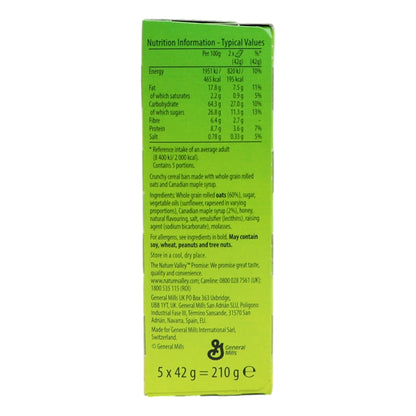 Nutrition Information - Typical Values
Per 100g 2 x (42g) %* (42g)
Energy 1951 kJ / 465 kcal 820 kJ / 195 kcal 10%
Fat 17.8 g 7.5 g 11%
of which saturates 2.2 g 0.9 g 5%
Carbohydrate 64.3 g 27.0 g 10%
of which sugars 26.8 g 11.3 g 13%
Fibre 6.4 g 2.7 g -
Protein 8.7 g 3.6 g 7%
Salt 0.78 g 0.33 g 5%
* Reference intake of an average adult
(8 400 kJ/ 2 000 kcal).
Contains 5 portions.
Crunchy cereal bars made with whole grain rolled
oats and Canadian maple syrup.
Ingredients: Whole grain rolled oats (60%), sugar,
vegetable oils (sunflower, rapeseed in varying
proportions), Canadian maple syrup (2%), honey,
natural flavouring, salt, emulsifier (lecithins), raising
agent (sodium bicarbonate), molasses.
For allergens, see ingredients in bold. May contain
soy, wheat, peanuts and tree nuts.
Store in a cool, dry place.
The Nature Valley™ Promise: We promise great taste,
quality and convenience.
www.naturevalley.com; Careline: 0800 028 7561 (UK):
1800 535 115 (ROI)
General Mills UK PO Box 363 Uxbridge,
UB8 1YT, UK. General Mills San Adrián SLU, Polígono
Industrial Fase III, Término Sendaviva, 31570 San
Adrián, Navarra, Spain, EU.
Made for General Mills International Sàrl,
Switzerland.
© General Mills
G
General
Mills
5 x 42 g = 210 g ℮